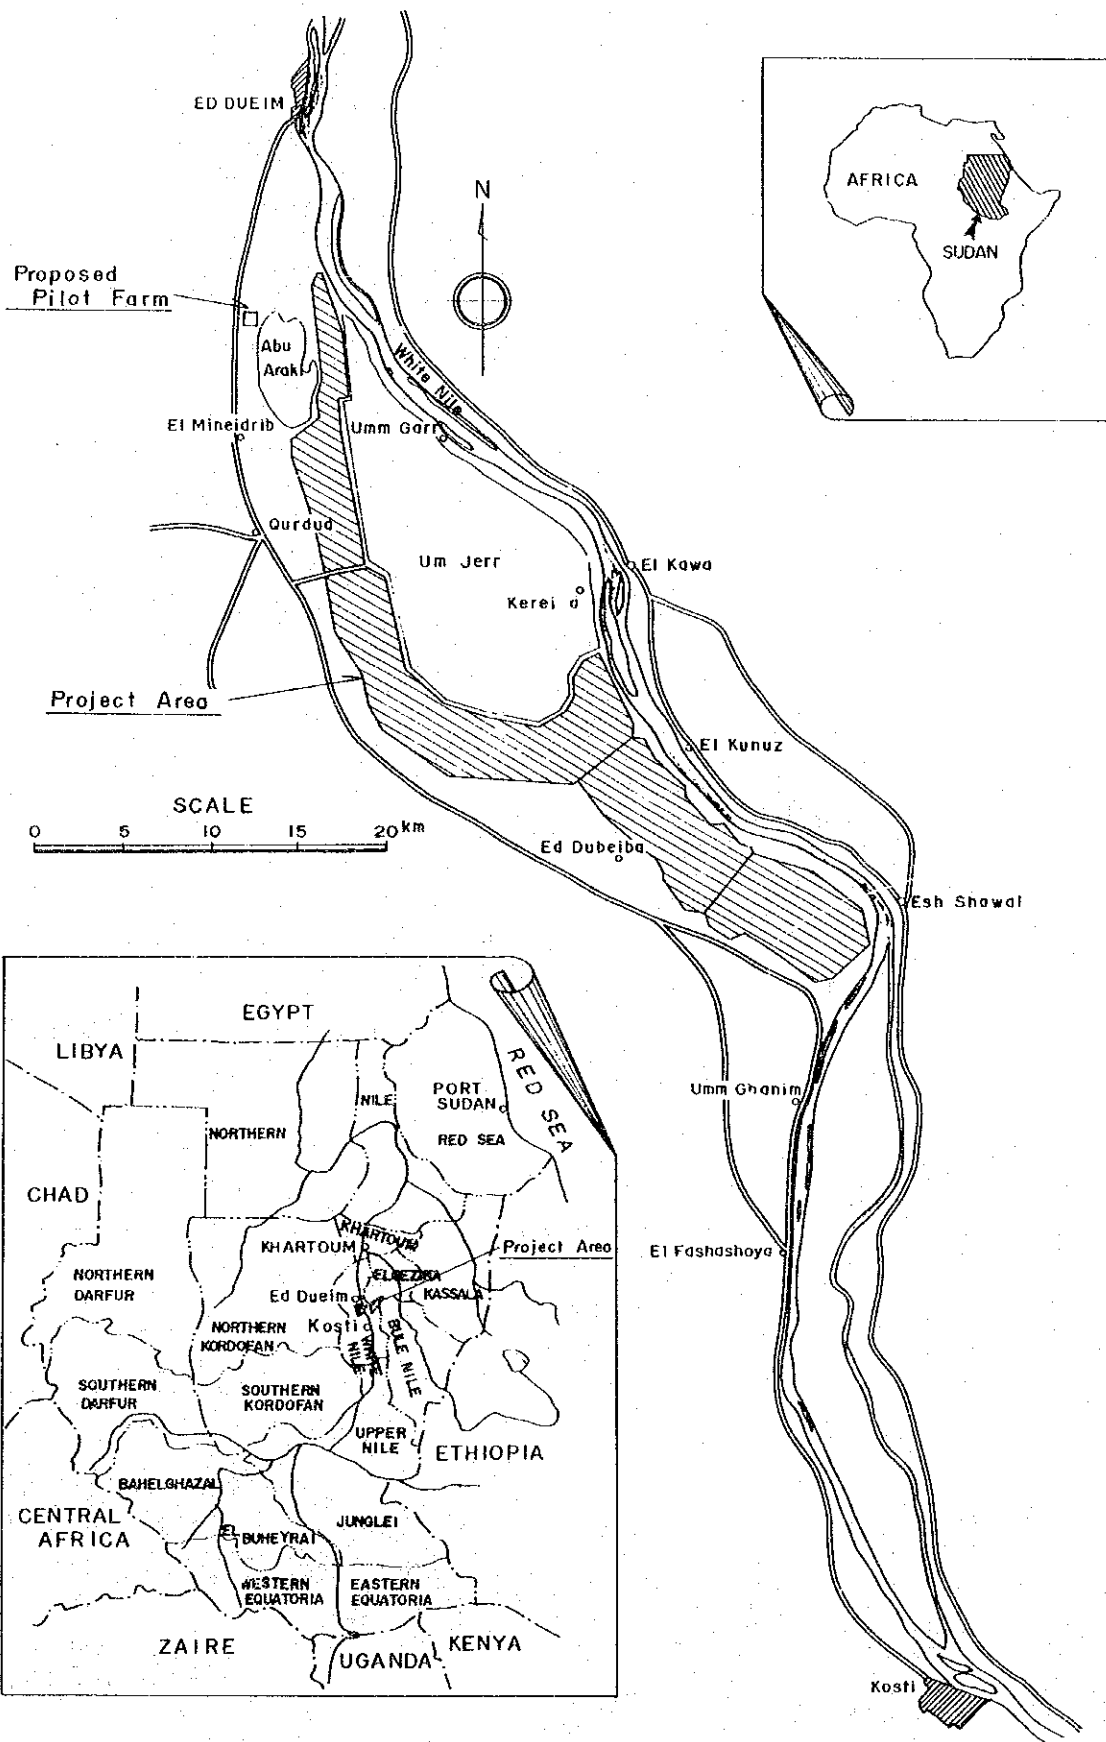 ED DUEIM
N
AFRICA
SUDAN
Proposed
Pilot Farm
Abu
Arak
White Nile
El Mineidrib
Umm Garr
Qurdud
Um Jerr
El Kawa
Project Area
El Kunuz
SCALE
0 5 10 15 20 km
Ed Dubeiba
Esh Shawal
Umm Ghanim
El Fashashoya
Kosti
EGYPT
LIBYA
RED SEA
PORT
SUDAN
NILE
NORTHERN
RED SEA
CHAD
KHARTOUM
KHARTOUM
Project Area
NORTHERN
DARFUR
KASSALA
Ed Dueim
Kosti
NORTHERN
KORDOFAN
WHITE
NILE
BULE NILE
SOUTHERN
DARFUR
SOUTHERN
KORDOFAN
UPPER
NILE
ETHIOPIA
BAHELGHAZAL
CENTRAL
AFRICA
EL
BUHEYRAT
JUNGLEI
WESTERN
EQUATORIA
EASTERN
EQUATORIA
ZAIRE
UGANDA
KENYA